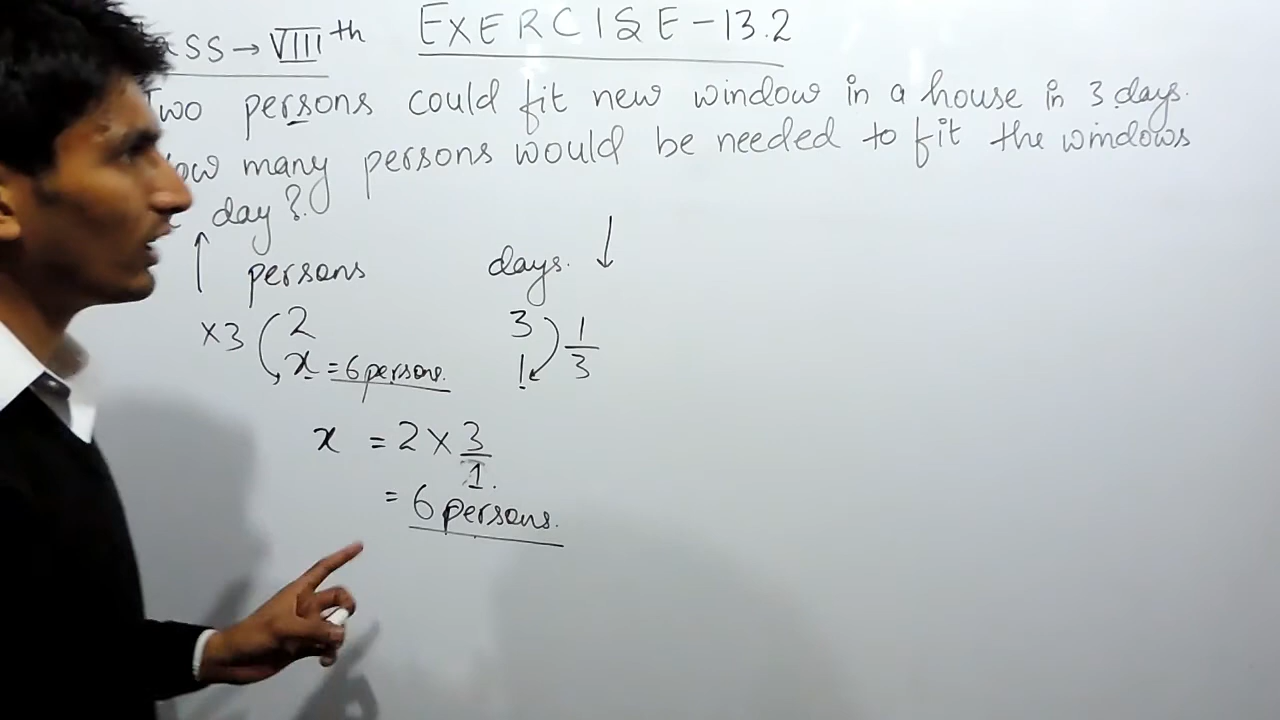 ass → VIIIth EXERCISE - 13.2
Two persons could fit new window in a house in 3 days.
ow many persons would be needed to fit the windows
day?
↑ persons days. ↓
×3 2 3 1/3
x = 6 persons. 1
x = 2 × 3/1.
= 6 persons.